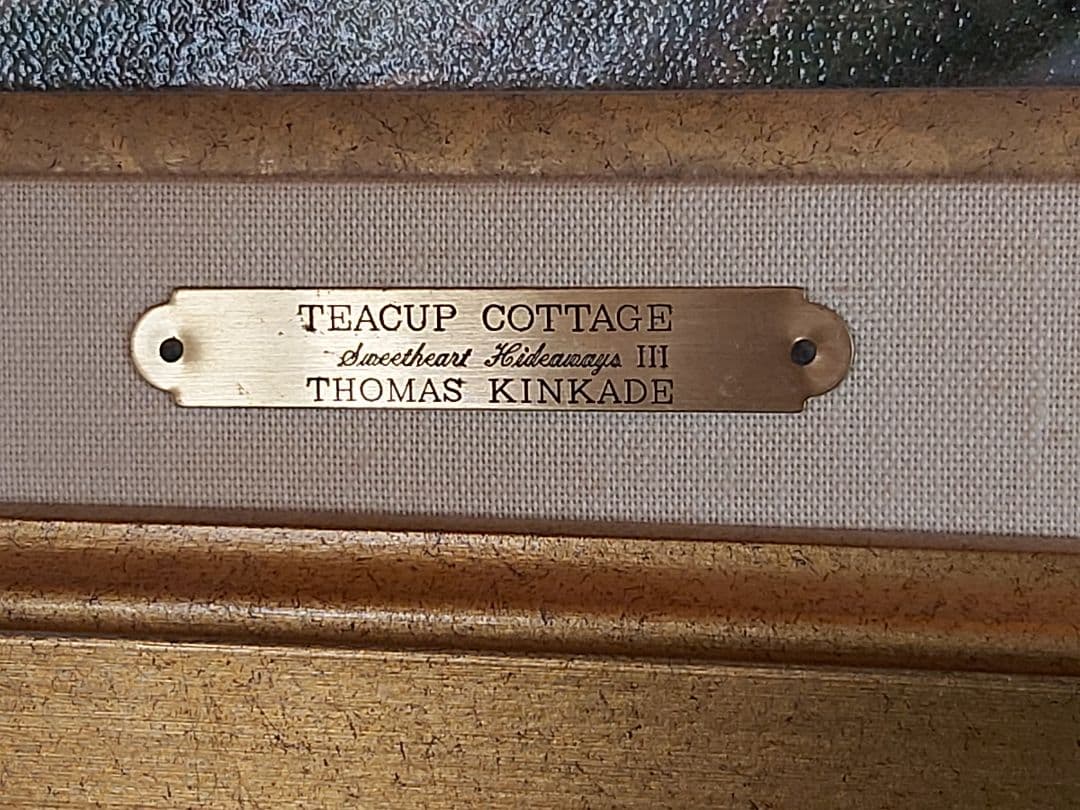 TEACUP COTTAGE
Sweetheart Hideaways III
THOMAS KINKADE